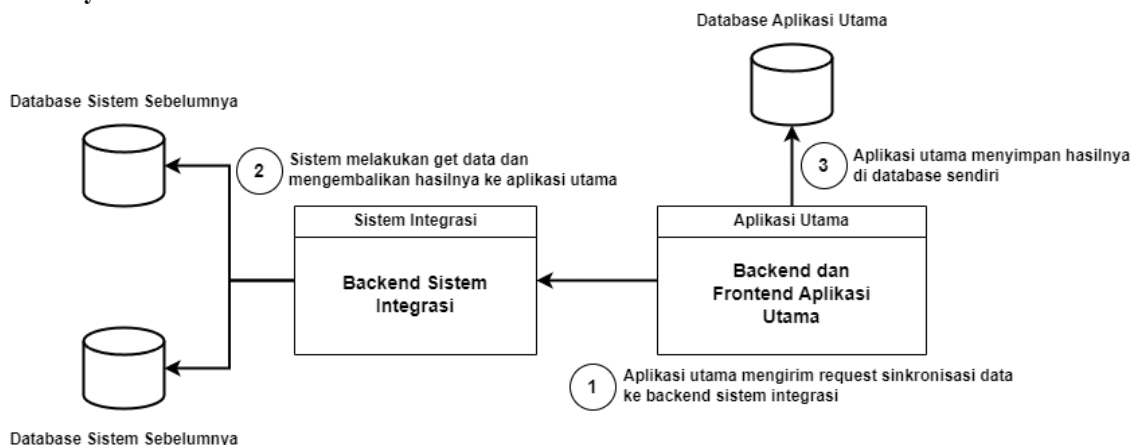 Database Aplikasi Utama
Database Sistem Sebelumnya
2
Sistem melakukan get data dan
mengembalikan hasilnya ke aplikasi utama
3
Aplikasi utama menyimpan hasilnya
di database sendiri
Sistem Integrasi
Backend Sistem
Integrasi
Aplikasi Utama
Backend dan
Frontend Aplikasi
Utama
1
Aplikasi utama mengirim request sinkronisasi data
ke backend sistem integrasi
Database Sistem Sebelumnya